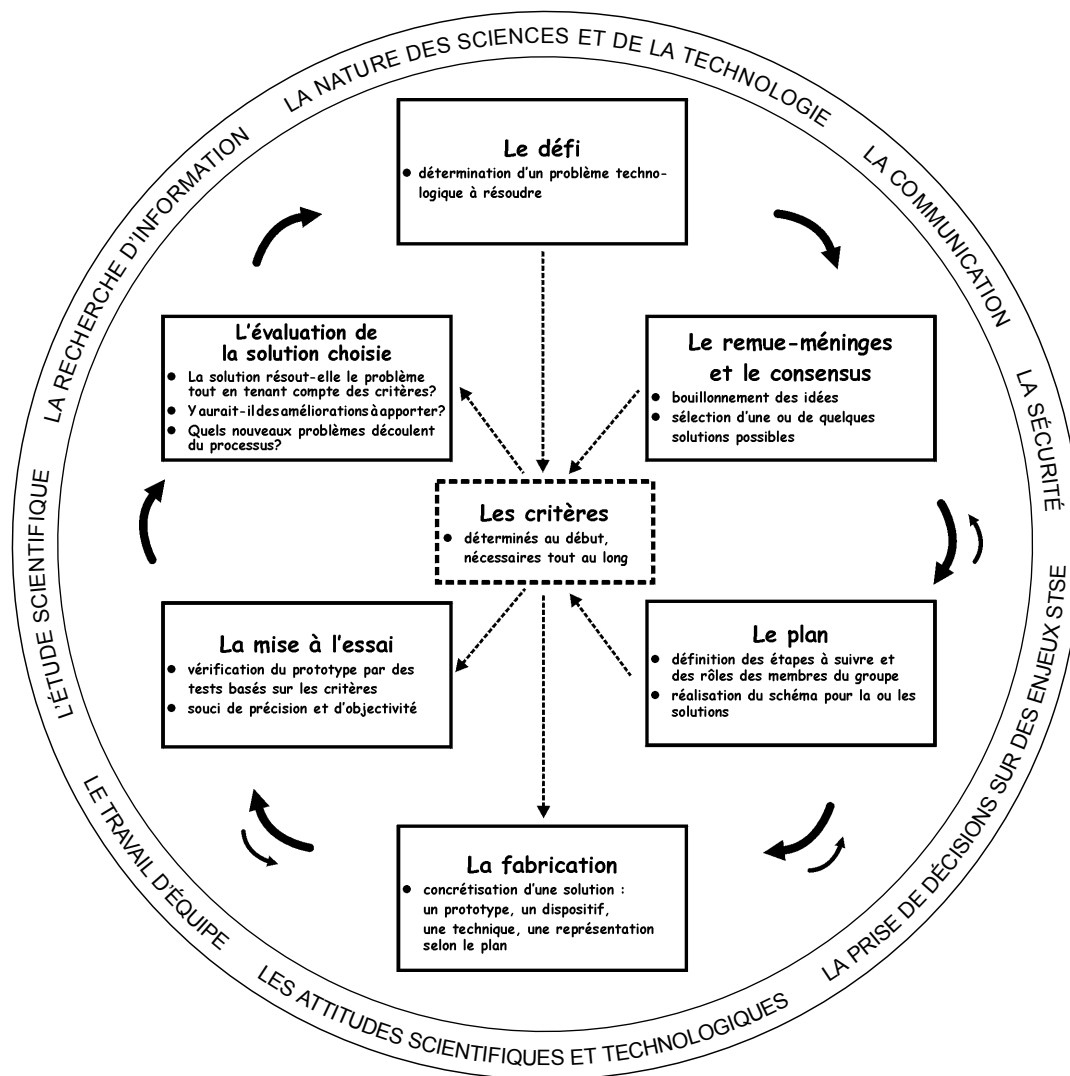 LA NATURE DES SCIENCES ET DE LA TECHNOLOGIE
LA COMMUNICATION
LA SÉCURITÉ
LA PRISE DE DÉCISIONS SUR DES ENJEUX STSE
LES ATTITUDES SCIENTIFIQUES ET TECHNOLOGIQUES
LE TRAVAIL D'ÉQUIPE
L'ÉTUDE SCIENTIFIQUE
LA RECHERCHE D'INFORMATION
Le défi
• détermination d'un problème techno-
logique à résoudre
Le remue-méninges
et le consensus
• bouillonnement des idées
• sélection d'une ou de quelques
solutions possibles
Le plan
• définition des étapes à suivre et
des rôles des membres du groupe
• réalisation du schéma pour la ou les
solutions
La fabrication
• concrétisation d'une solution :
un prototype, un dispositif,
une technique, une représentation
selon le plan
La mise à l'essai
• vérification du prototype par des
tests basés sur les critères
• souci de précision et d'objectivité
L'évaluation de
la solution choisie
• La solution résout-elle le problème
tout en tenant compte des critères?
• Y aurait-il des améliorations à apporter?
• Quels nouveaux problèmes découlent
du processus?
Les critères
• déterminés au début,
nécessaires tout au long